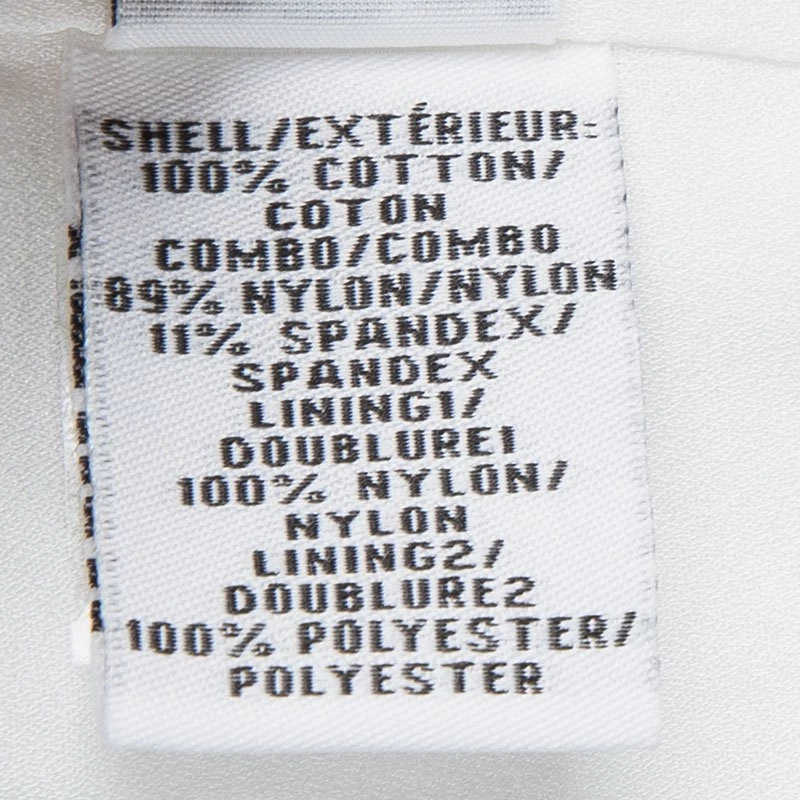 SHELL/EXTÉRIEUR:
100% COTTON/
COTON
COMBO/COMBO
89% NYLON/NYLON
11% SPANDEX/
SPANDEX
LINING1/
DOUBLURE1
100% NYLON/
NYLON
LINING2/
DOUBLURE2
100% POLYESTER/
POLYESTER